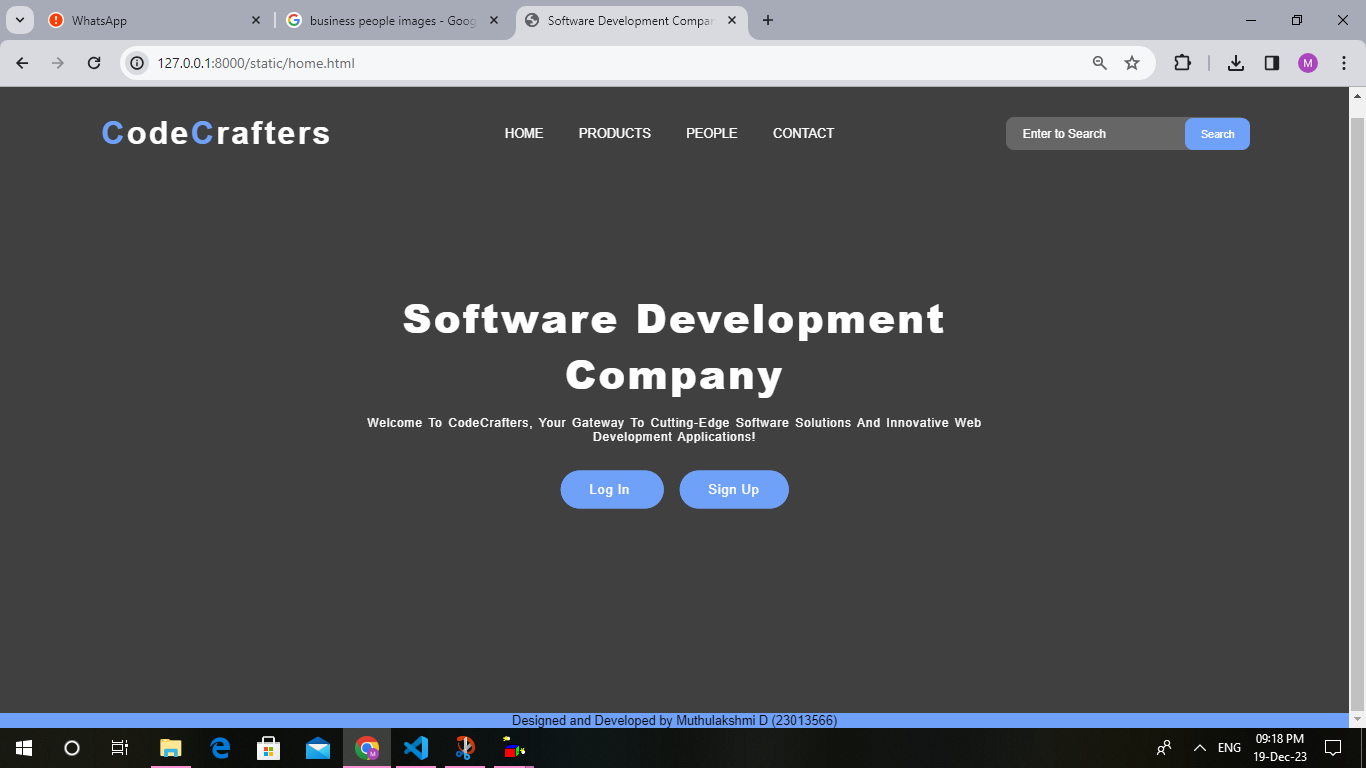 WhatsApp
business people images - Goog
Software Development Compan
127.0.0.1:8000/static/home.html
M
CodeCrafters
HOME
PRODUCTS
PEOPLE
CONTACT
Enter to Search
Search
Software Development
Company
Welcome To CodeCrafters, Your Gateway To Cutting-Edge Software Solutions And Innovative Web
Development Applications!
Log In
Sign Up
Designed and Developed by Muthulakshmi D (23013566)
M
ENG
09:18 PM
19-Dec-23